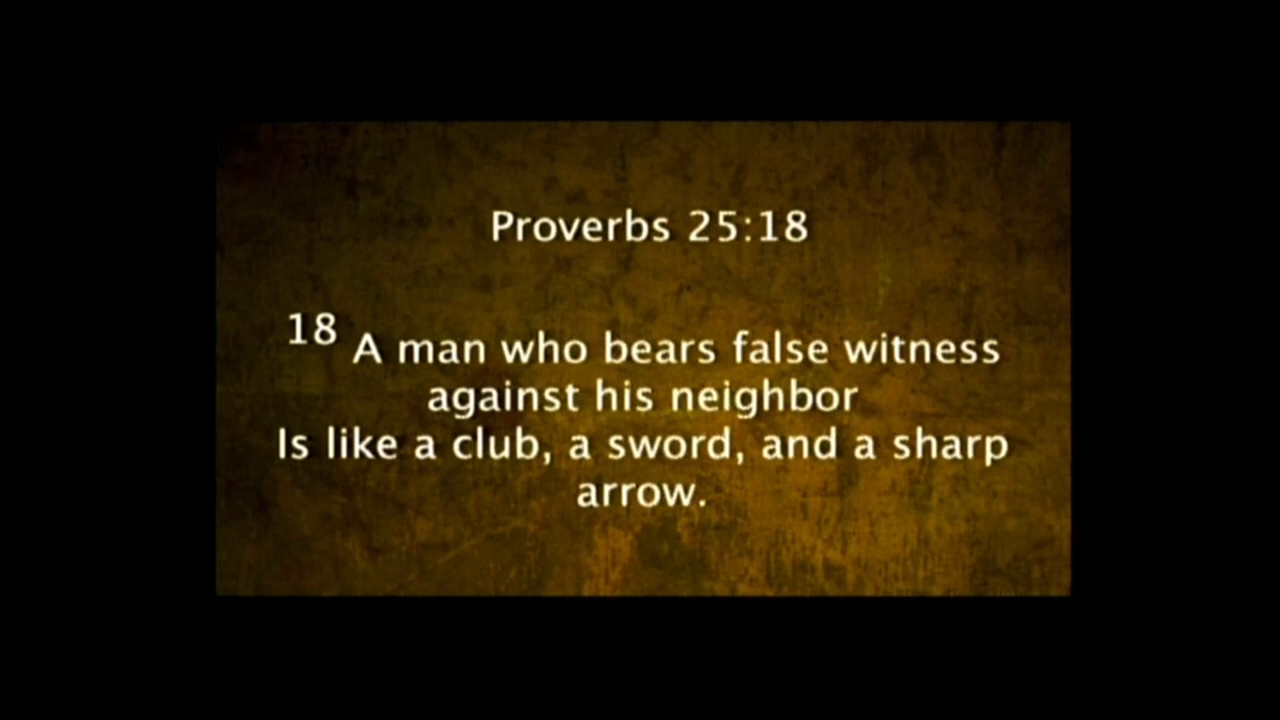 Proverbs 25:18
18 A man who bears false witness
against his neighbor
Is like a club, a sword, and a sharp
arrow.